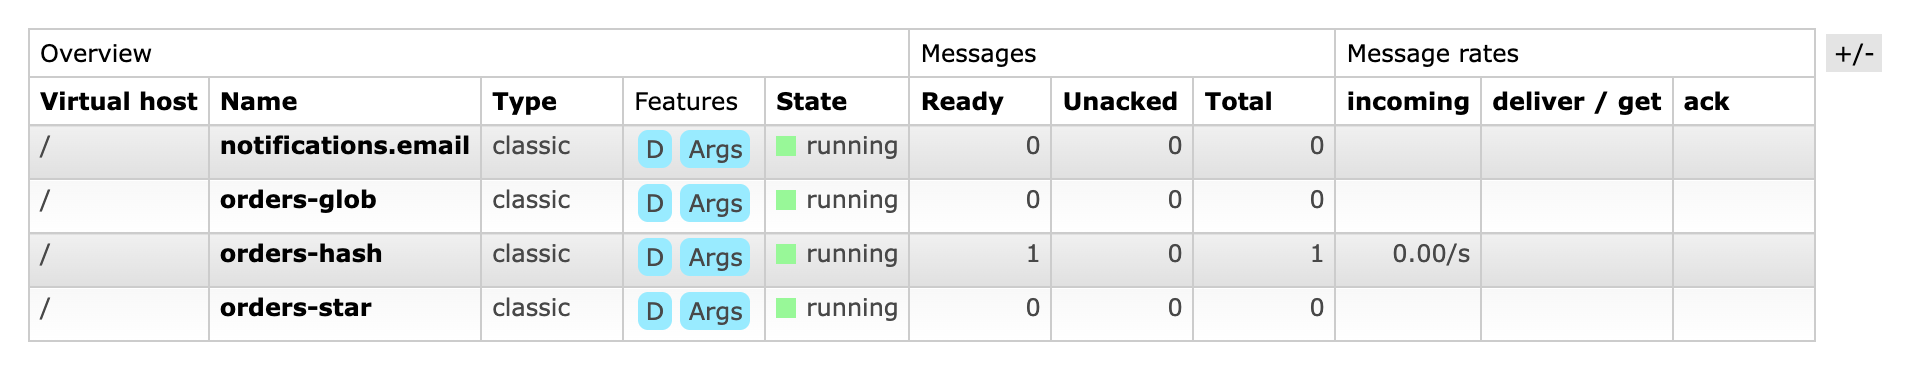 Overview Messages Message rates +/-
Virtual host Name Type Features State Ready Unacked Total incoming deliver / get ack
/ notifications.email classic D Args running 0 0 0
/ orders-glob classic D Args running 0 0 0
/ orders-hash classic D Args running 1 0 1 0.00/s
/ orders-star classic D Args running 0 0 0